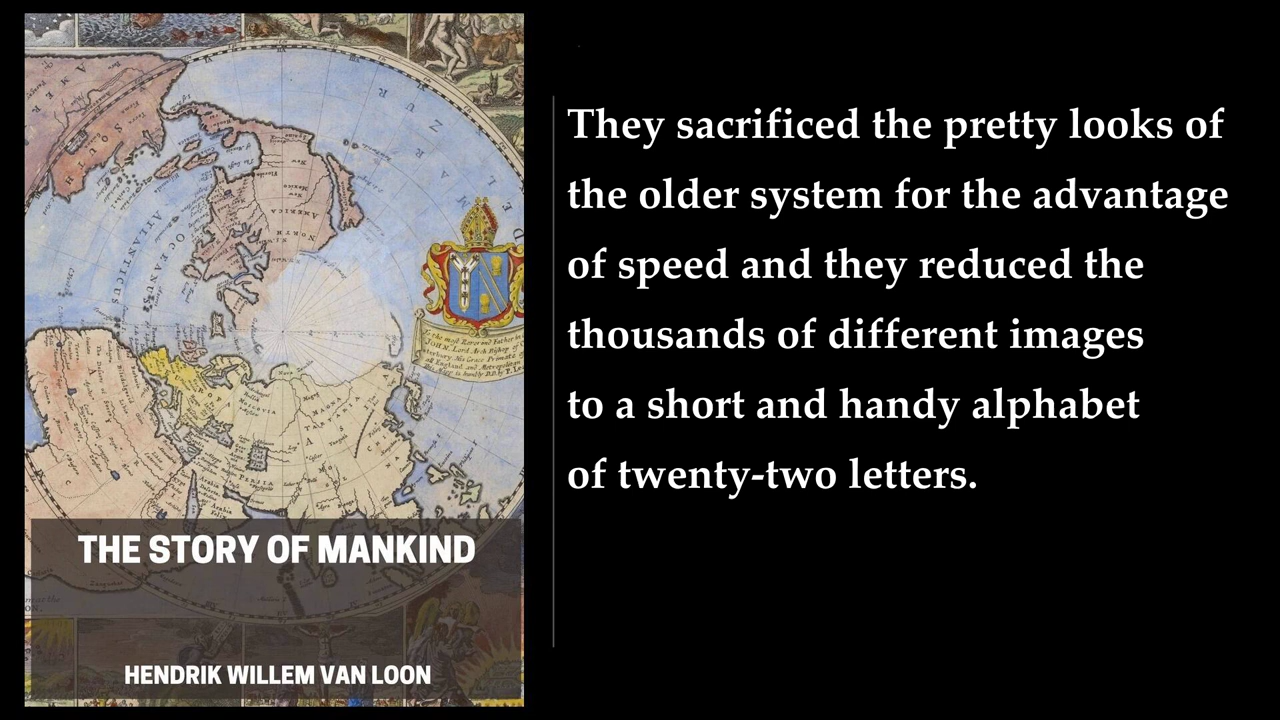 They sacrificed the pretty looks of
the older system for the advantage
of speed and they reduced the
thousands of different images
to a short and handy alphabet
of twenty-two letters.
THE STORY OF MANKIND
HENDRIK WILLEM VAN LOON